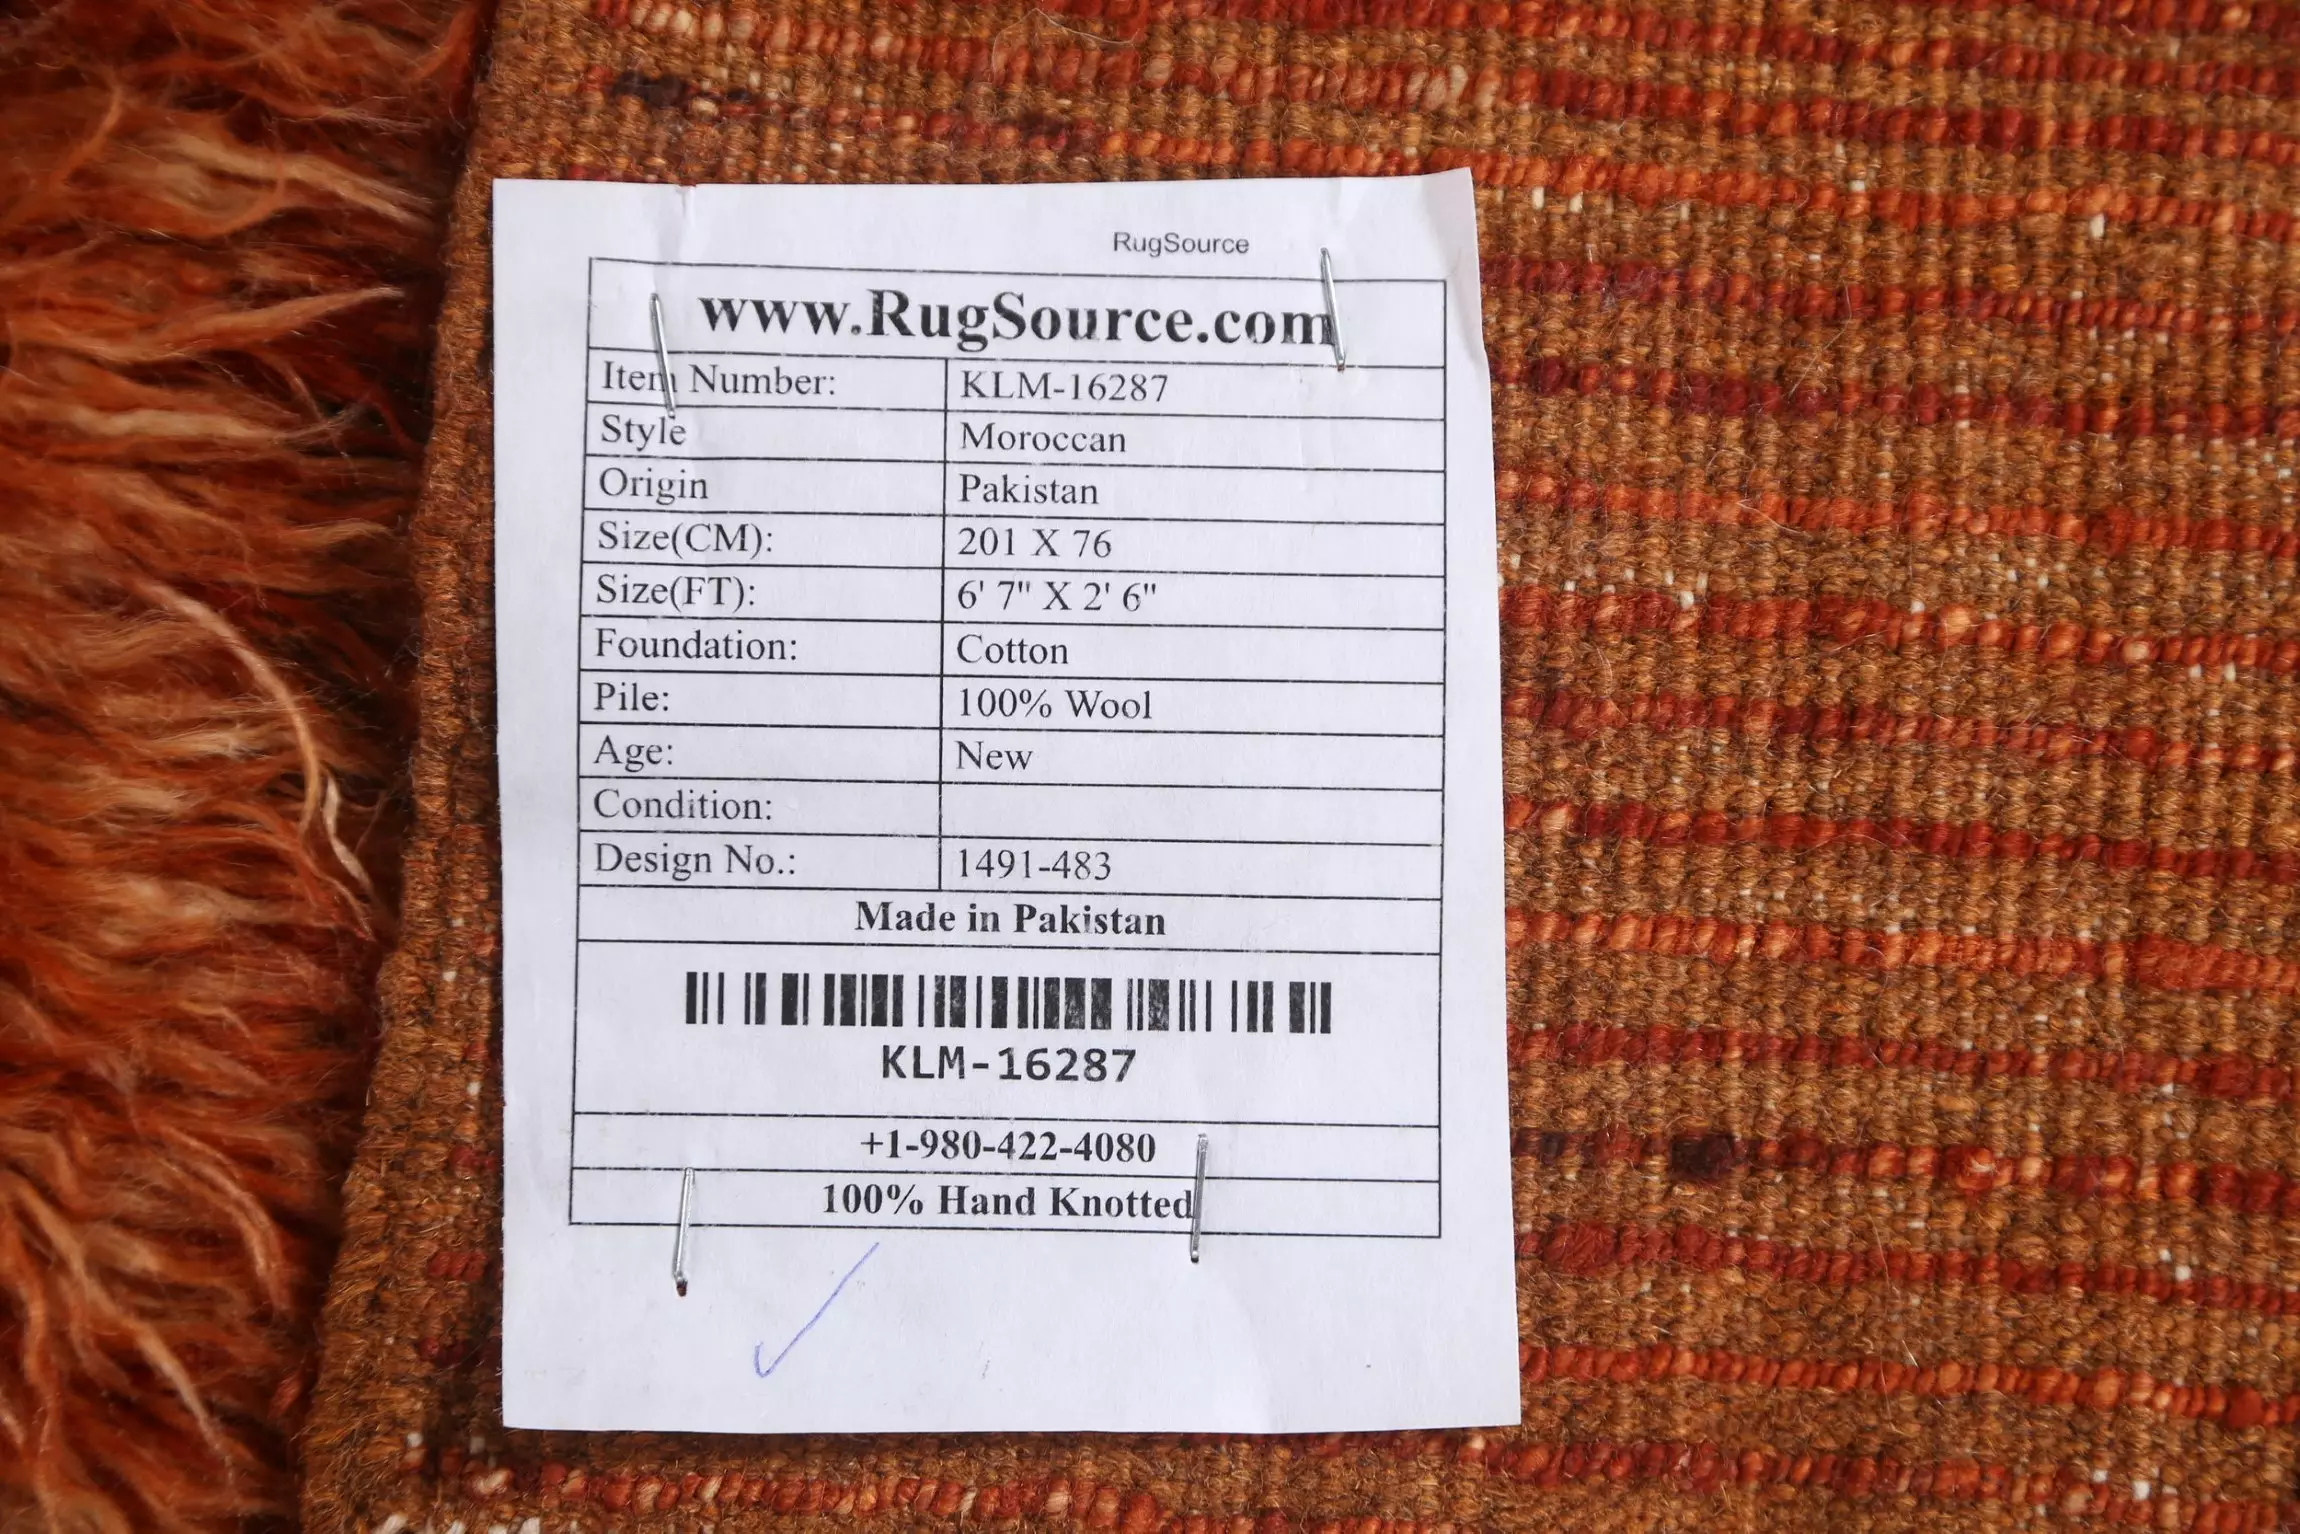 RugSource
www.RugSource.com
Item Number: KLM-16287
Style Moroccan
Origin Pakistan
Size(CM): 201 X 76
Size(FT): 6' 7" X 2' 6"
Foundation: Cotton
Pile: 100% Wool
Age: New
Condition:
Design No.: 1491-483
Made in Pakistan
KLM-16287
+1-980-422-4080
100% Hand Knotted